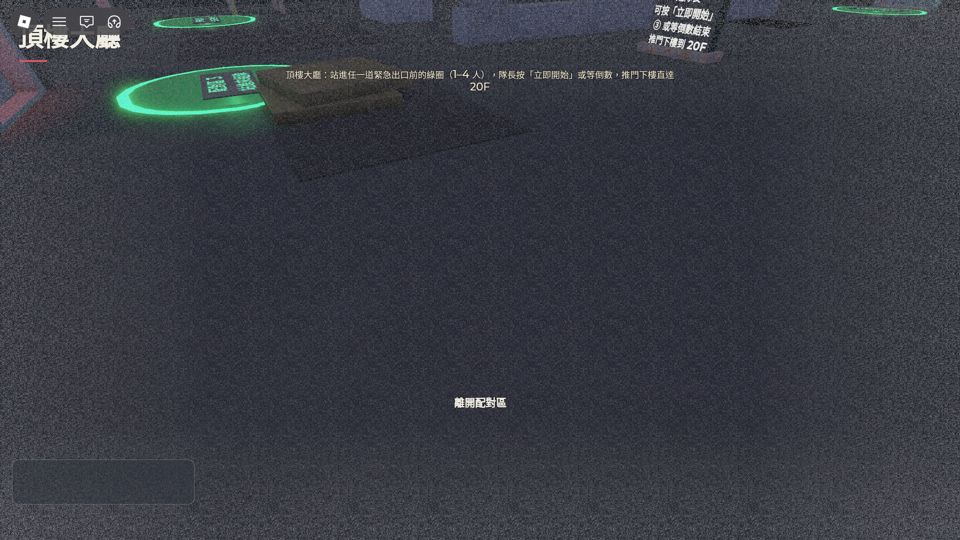 頂樓大廳
可按「立即開始」
③ 或等倒數結束
推門下樓到 20F
頂樓大廳：站進任一道緊急出口前的綠圈（1–4 人），隊長按「立即開始」或等倒數，推門下樓直達
20F
離開配對區